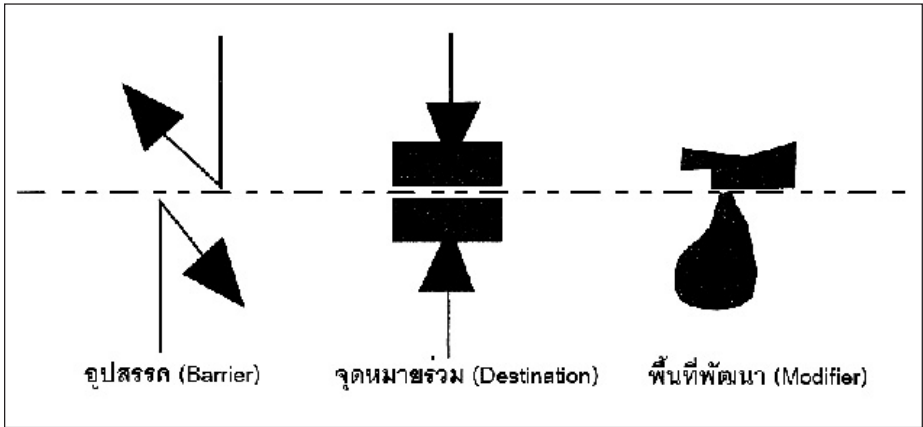 อุปสรรค (Barrier) จุดหมายร่วม (Destination) พื้นที่พัฒนา (Modifier)